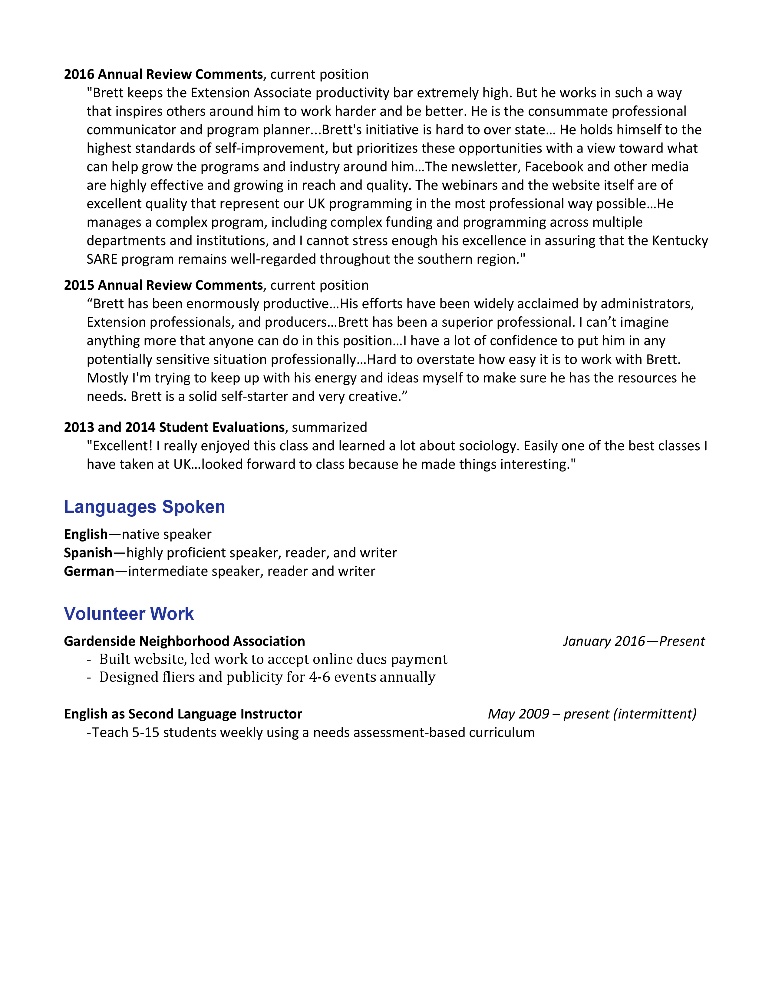 2016 Annual Review Comments, current position
"Brett keeps the Extension Associate productivity bar extremely high. But he works in such a way
that inspires others around him to work harder and be better. He is the consummate professional
communicator and program planner...Brett's initiative is hard to over state… He holds himself to the
highest standards of self-improvement, but prioritizes these opportunities with a view toward what
can help grow the programs and industry around him…The newsletter, Facebook and other media
are highly effective and growing in reach and quality. The webinars and the website itself are of
excellent quality that represent our UK programming in the most professional way possible…He
manages a complex program, including complex funding and programming across multiple
departments and institutions, and I cannot stress enough his excellence in assuring that the Kentucky
SARE program remains well-regarded throughout the southern region."
2015 Annual Review Comments, current position
“Brett has been enormously productive…His efforts have been widely acclaimed by administrators,
Extension professionals, and producers…Brett has been a superior professional. I can’t imagine
anything more that anyone can do in this position…I have a lot of confidence to put him in any
potentially sensitive situation professionally…Hard to overstate how easy it is to work with Brett.
Mostly I'm trying to keep up with his energy and ideas myself to make sure he has the resources he
needs. Brett is a solid self-starter and very creative.”
2013 and 2014 Student Evaluations, summarized
"Excellent! I really enjoyed this class and learned a lot about sociology. Easily one of the best classes I
have taken at UK…looked forward to class because he made things interesting."
Languages Spoken
English—native speaker
Spanish—highly proficient speaker, reader, and writer
German—intermediate speaker, reader and writer
Volunteer Work
Gardenside Neighborhood Association January 2016—Present
- Built website, led work to accept online dues payment
- Designed fliers and publicity for 4-6 events annually
English as Second Language Instructor May 2009 – present (intermittent)
-Teach 5-15 students weekly using a needs assessment-based curriculum